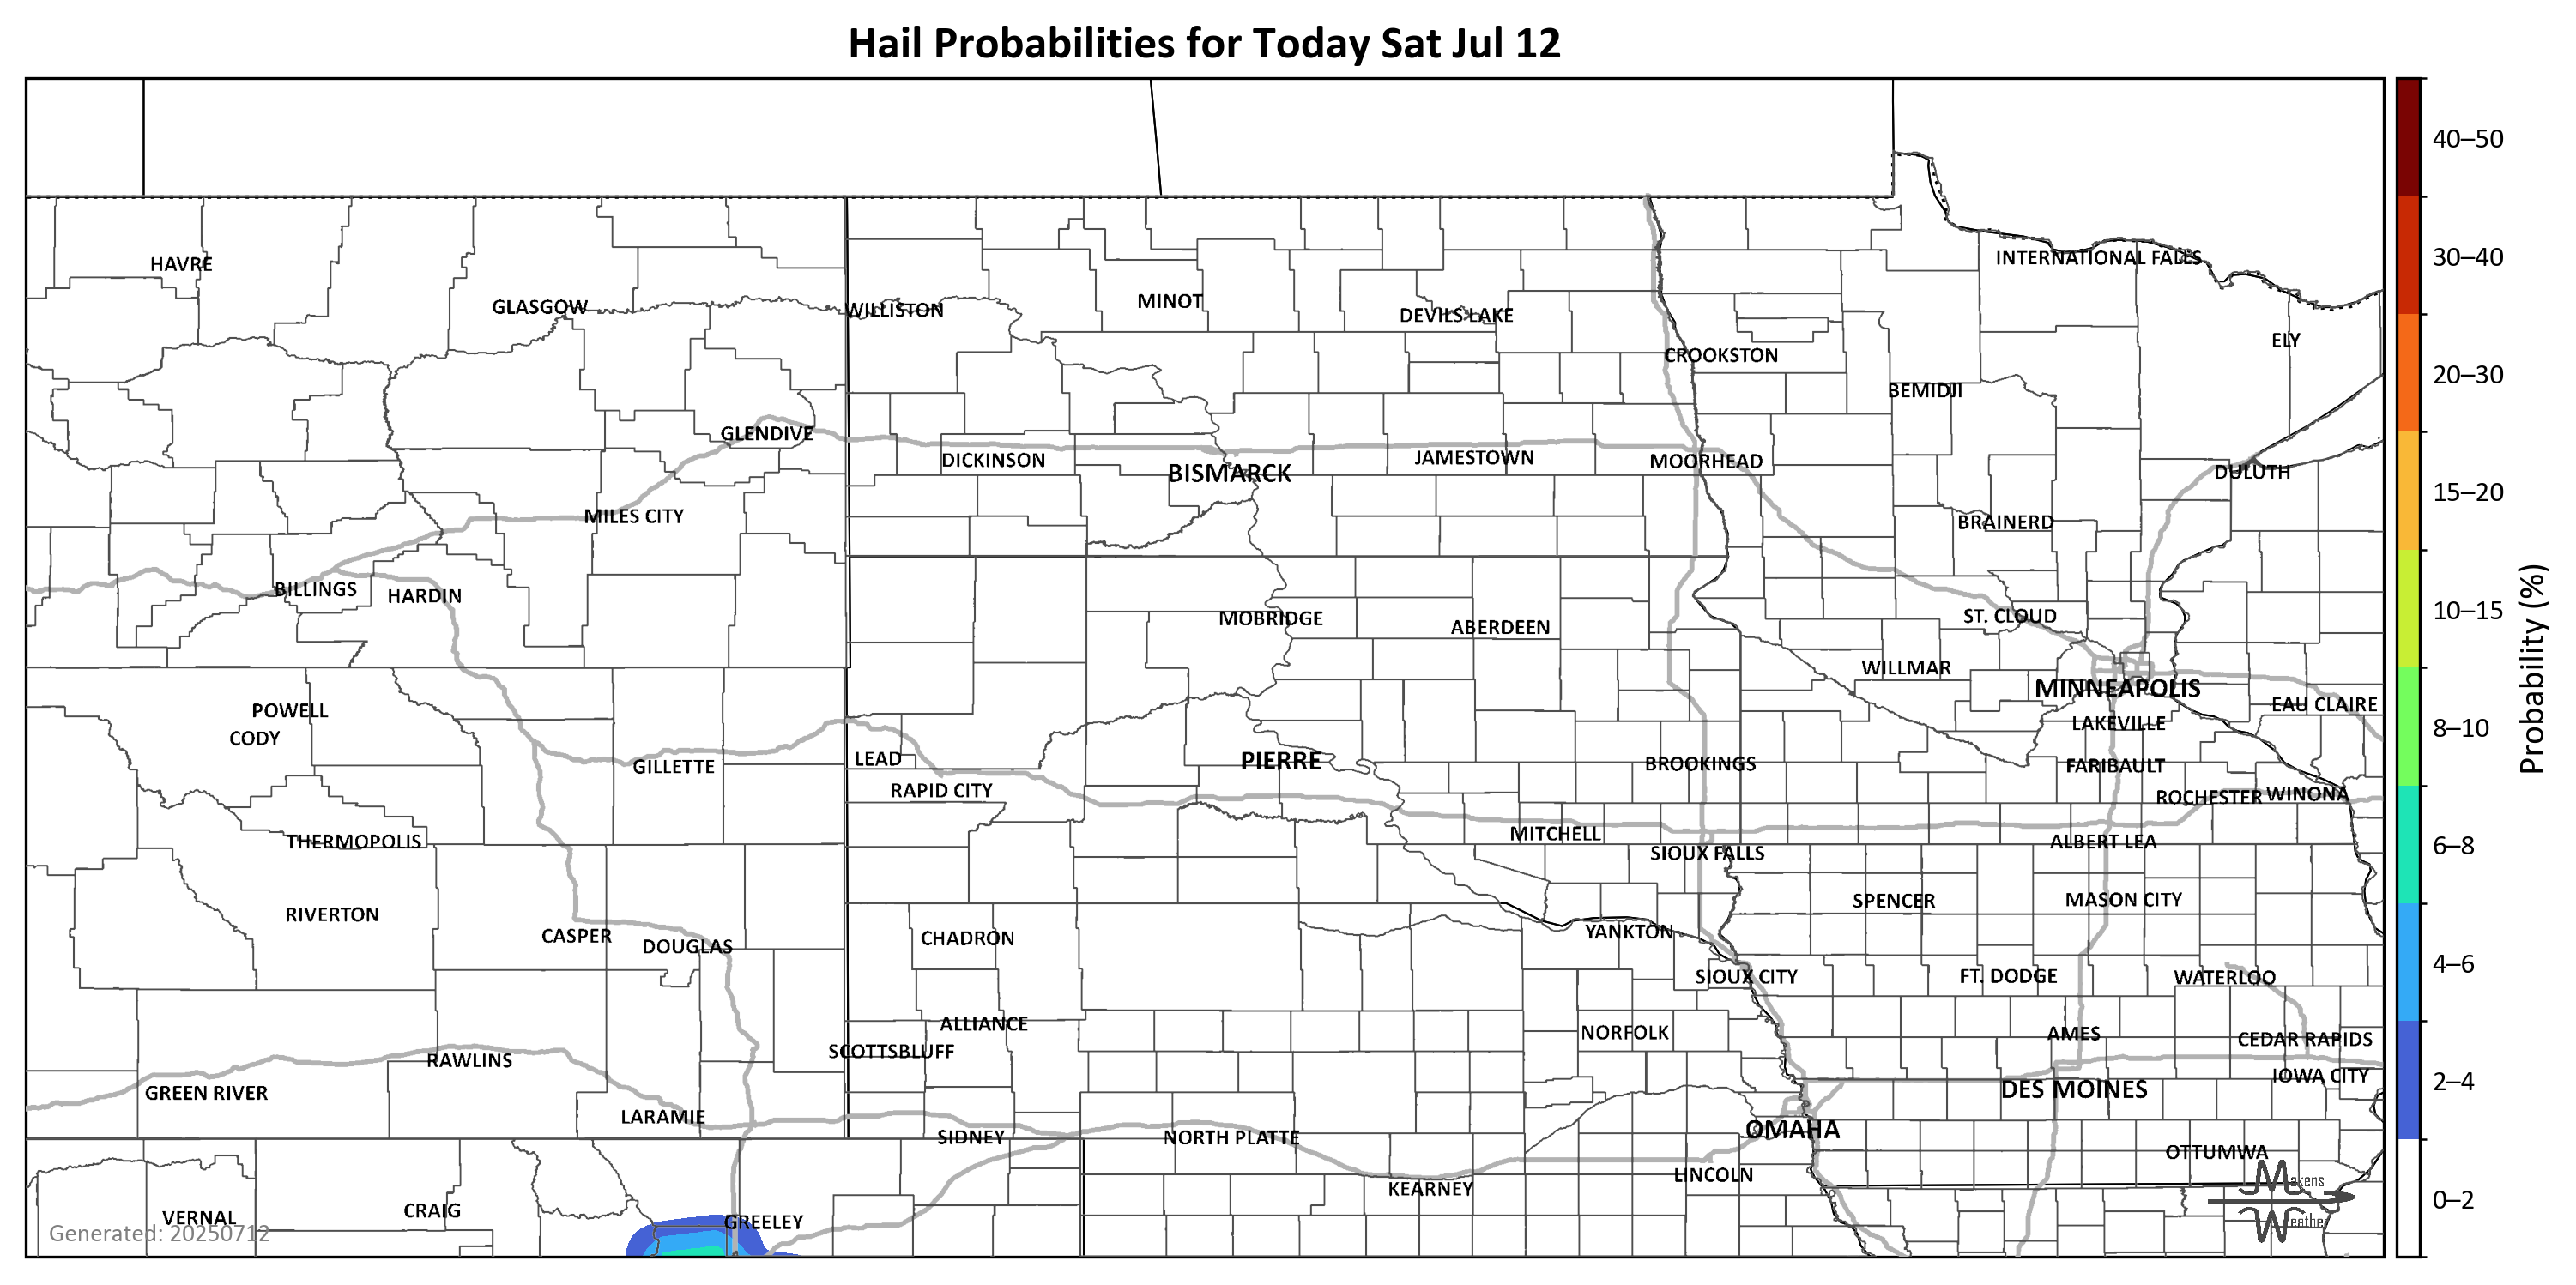 Hail Probabilities for Today Sat Jul 12
40–50
HAVRE
INTERNATIONAL FALLS
30–40
GLASGOW
WILLISTON
MINOT
DEVILS LAKE
ELY
CROOKSTON
20–30
BEMIDJI
GLENDIVE
DICKINSON
BISMARCK
JAMESTOWN
MOORHEAD
DULUTH
15–20
MILES CITY
BRAINERD
BILLINGS
HARDIN
MOBRIDGE
ABERDEEN
ST. CLOUD
10–15
WILLMAR
MINNEAPOLIS
POWELL
EAU CLAIRE
CODY
LAKEVILLE
8–10
Probability (%)
GILLETTE
LEAD
PIERRE
BROOKINGS
FARIBAULT
RAPID CITY
ROCHESTER
WINONA
THERMOPOLIS
MITCHELL
ALBERT LEA
6–8
SIOUX FALLS
RIVERTON
SPENCER
MASON CITY
CASPER
DOUGLAS
CHADRON
YANKTON
4–6
SIOUX CITY
FT. DODGE
WATERLOO
ALLIANCE
NORFOLK
AMES
CEDAR RAPIDS
RAWLINS
SCOTTSBLUFF
IOWA CITY
2–4
GREEN RIVER
DES MOINES
LARAMIE
SIDNEY
NORTH PLATTE
OMAHA
OTTUMWA
LINCOLN
KEARNEY
Makens
0–2
VERNAL
CRAIG
GREELEY
Weather
Generated: 20250712